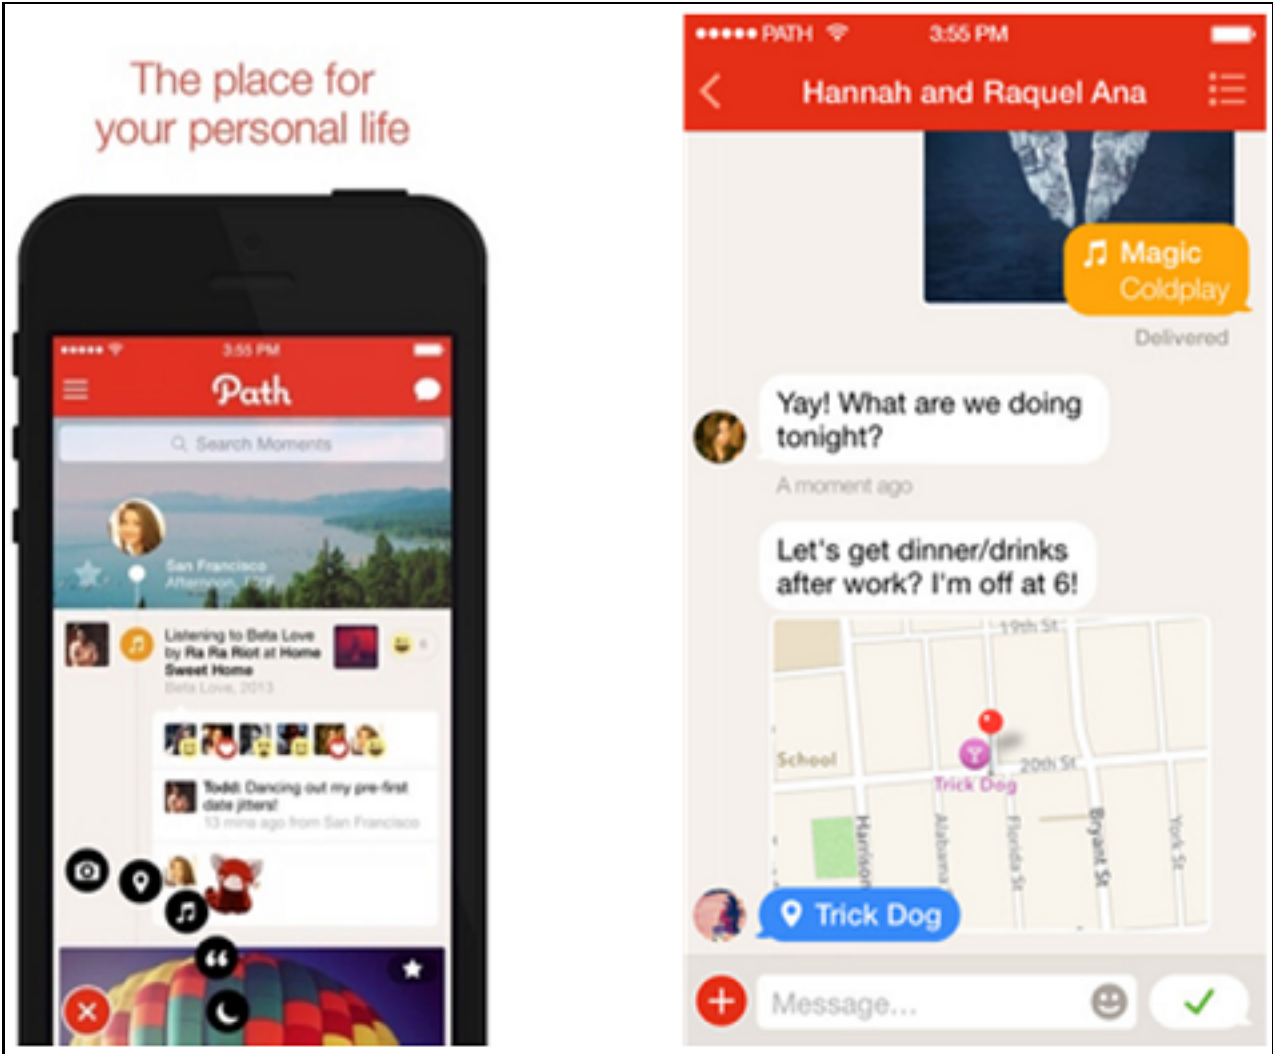 The place for
your personal life
3:55 PM
Path
Search Moments
San Francisco
Afternoon,
Listening to Beta Love
by Ra Ra Riot at Home
Sweet Home
Beta Love, 2013
6
Todd: Dancing out my pre-first
date jitters!
13 mins ago from San Francisco
PATH
3:55 PM
Hannah and Raquel Ana
Magic
Coldplay
Delivered
Yay! What are we doing
tonight?
A moment ago
Let's get dinner/drinks
after work? I'm off at 6!
19th St
School
20th St
Trick Dog
Harrison
Alabama
Florida St
Bryant St
York St
Trick Dog
Message...